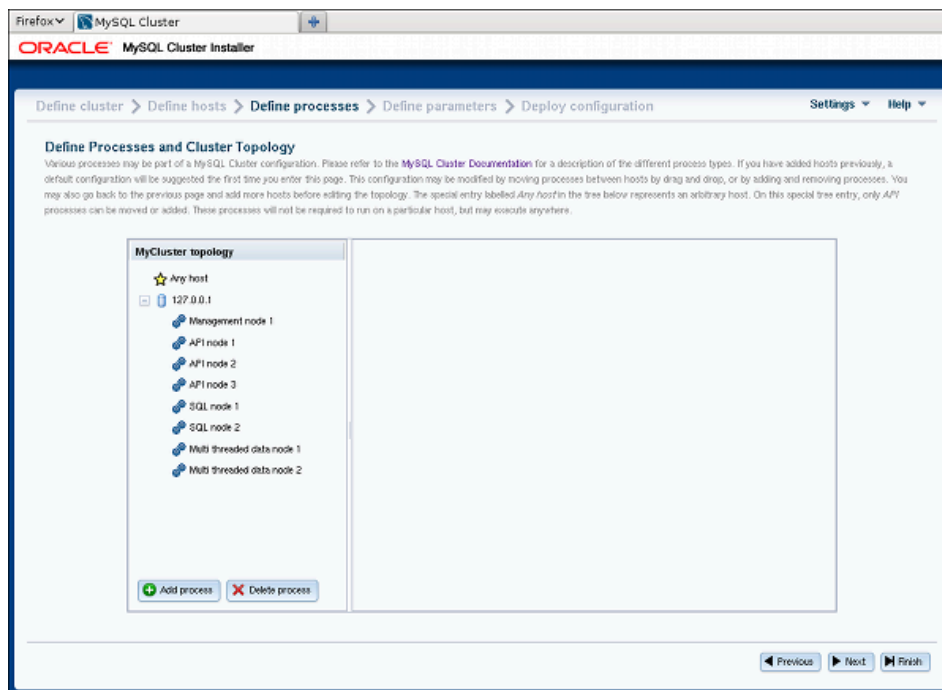 Firefox MySQL Cluster
ORACLE MySQL Cluster Installer
Define cluster > Define hosts > Define processes > Define parameters > Deploy configuration Settings Help
Define Processes and Cluster Topology
Various processes may be part of a MySQL Cluster configuration. Please refer to the MySQL Cluster Documentation for a description of the different process types. If you have added hosts previously, a
default configuration will be suggested the first time you enter this page. This configuration may be modified by moving processes between hosts by drag and drop, or by adding and removing processes. You
may also go back to the previous page and add more hosts before editing the topology. The special entry labelled Any host in the tree below represents an arbitrary host. On this special tree entry, only API
processes can be moved or added. These processes will not be required to run on a particular host, but may execute anywhere.
MyCluster topology
Any host
127.0.0.1
Management node 1
API node 1
API node 2
API node 3
SQL node 1
SQL node 2
Multi threaded data node 1
Multi threaded data node 2
Add process Delete process
Previous Next Finish